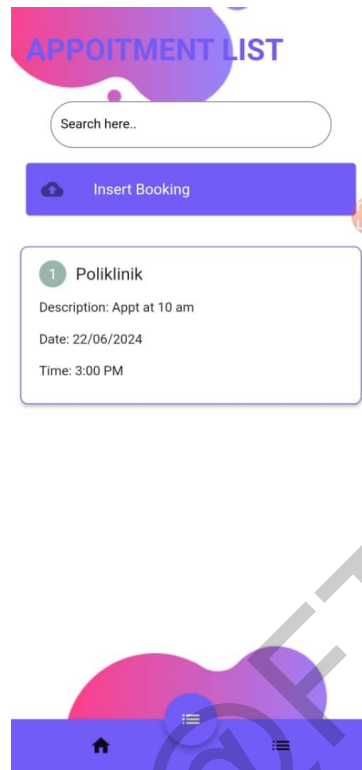 APPOITMENT LIST
Search here..
Insert Booking
1 Poliklinik
Description: Appt at 10 am
Date: 22/06/2024
Time: 3:00 PM